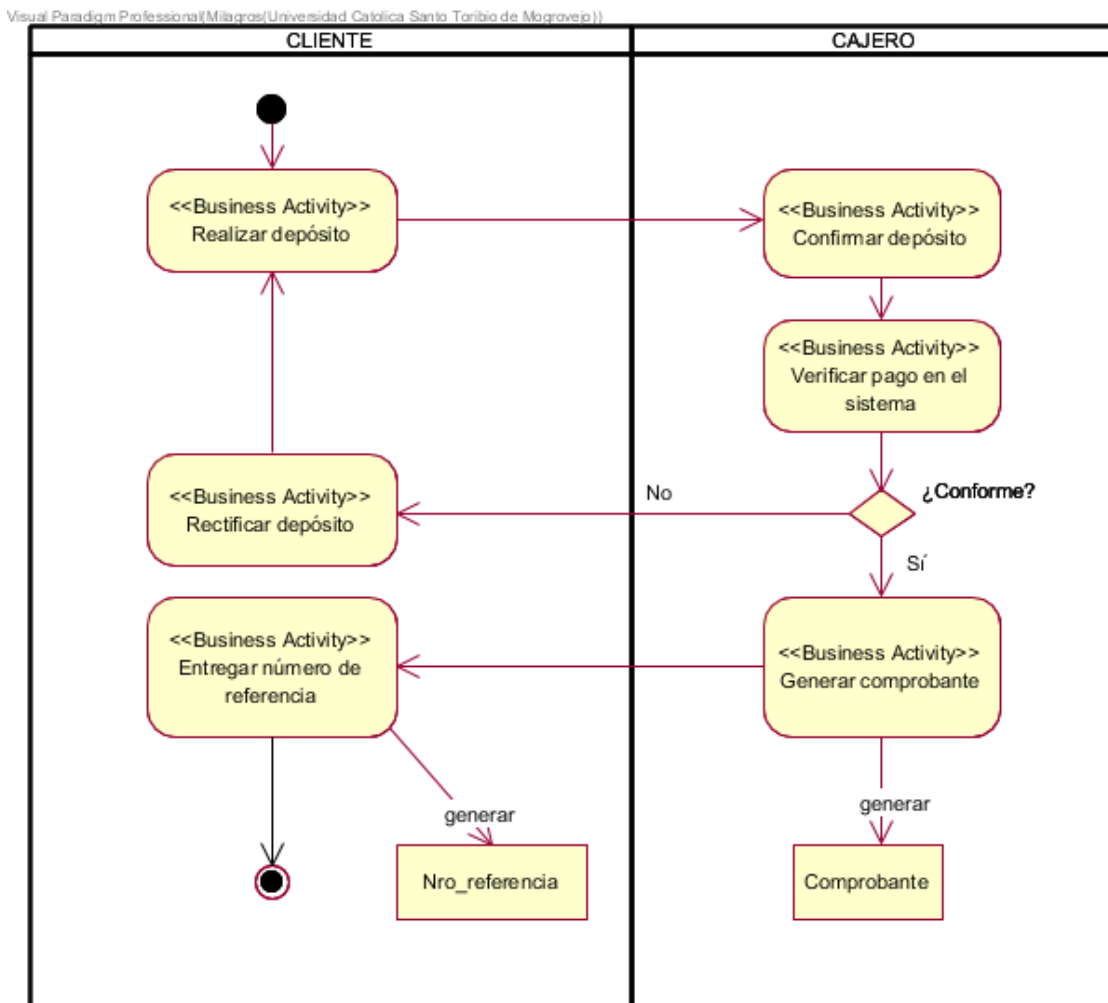 Visual Paradigm Professional(Milagros(Universidad Catolica Santo Toribio de Mogrovejo))
CLIENTE
CAJERO
<<Business Activity>>
Realizar depósito
<<Business Activity>>
Confirmar depósito
<<Business Activity>>
Verificar pago en el
sistema
¿Conforme?
No
<<Business Activity>>
Rectificar depósito
Sí
<<Business Activity>>
Entregar número de
referencia
<<Business Activity>>
Generar comprobante
generar
generar
Nro_referencia
Comprobante